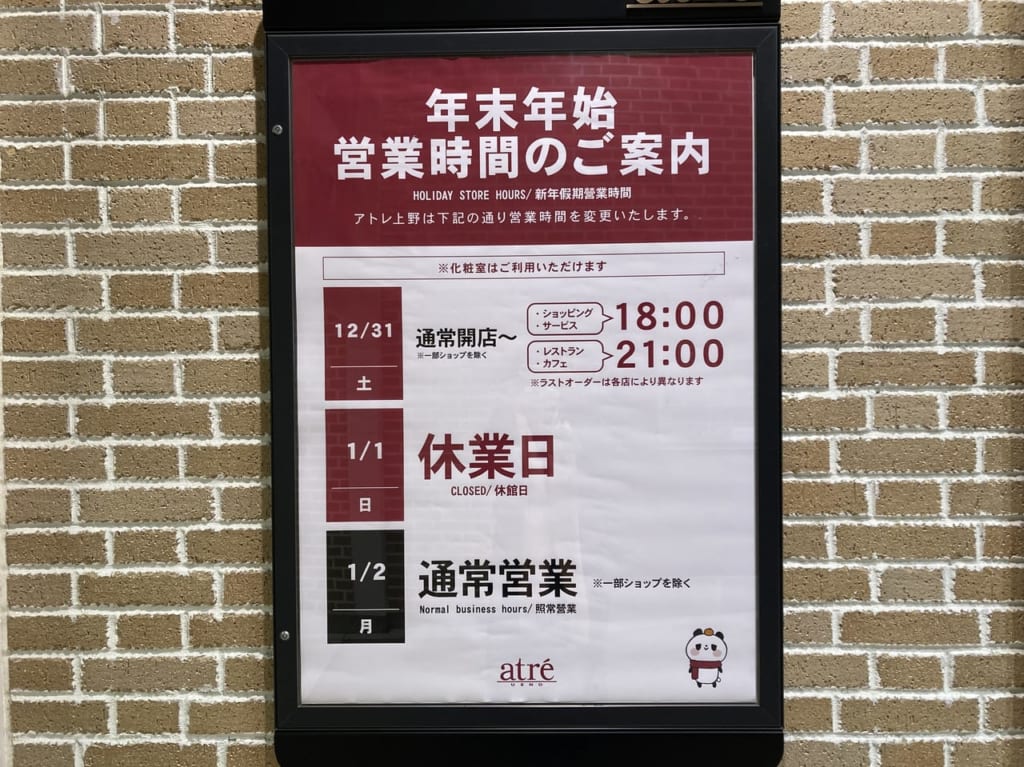 年末年始
営業時間のご案内
HOLIDAY STORE HOURS/ 新年假期營業時間
アトレ上野は下記の通り営業時間を変更いたします。
※化粧室はご利用いただけます
12/31
土
通常開店〜
※一部ショップを除く
・ショッピング
・サービス
18:00
・レストラン
・カフェ
21:00
※ラストオーダーは各店により異なります
1/1
日
休業日
CLOSED/ 休館日
1/2
月
通常営業
※一部ショップを除く
Normal business hours/ 照常營業
atré
UENO